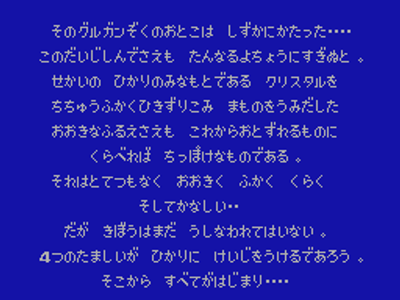 そのグルガンぞくのおとこは　しずかにかたった････
このだいじしんでさえも　たんなるよちょうにすぎぬと 。
せかいの　ひかりのみなもとである　クリスタルを
ちちゅうふかくひきずりこみ　まものをうみだした
おおきなふるえさえも　これからおとずれるものに
くらべれば　ちっぽけなものである 。
それはとてつもなく　おおきく　ふかく　くらく
そしてかなしい･･
だが　きぼうはまだ　うしなわれてはいない 。
4つのたましいが　ひかりに　けいじをうけるであろう 。
そこから　すべてがはじまり････